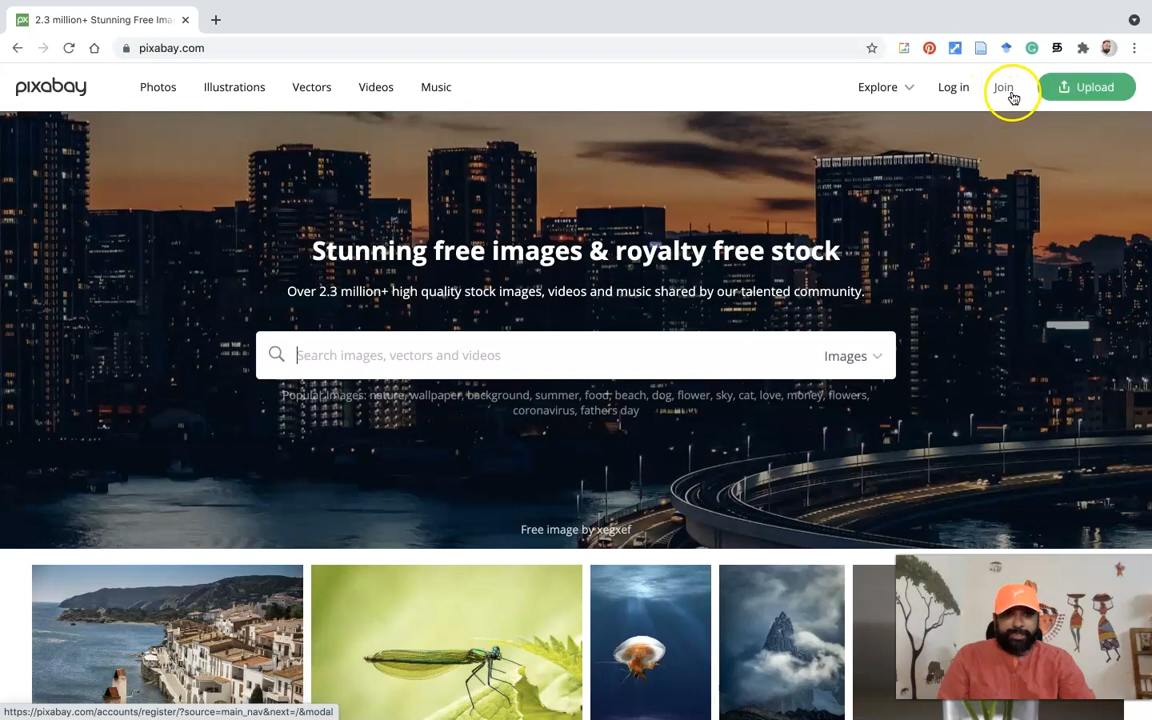 2.3 million+ Stunning Free Ima
pixabay.com
pixabay
Photos
Illustrations
Vectors
Videos
Music
Explore
Log in
Join
Upload
Stunning free images & royalty free stock
Over 2.3 million+ high quality stock images, videos and music shared by our talented community.
Search images, vectors and videos
Images
Popular Images: nature, wallpaper, background, summer, food, beach, dog, flower, sky, cat, love, money, flowers,
coronavirus, fathers day
Free image by xegxef
https://pixabay.com/accounts/register/?source=main_nav&next=/&modal